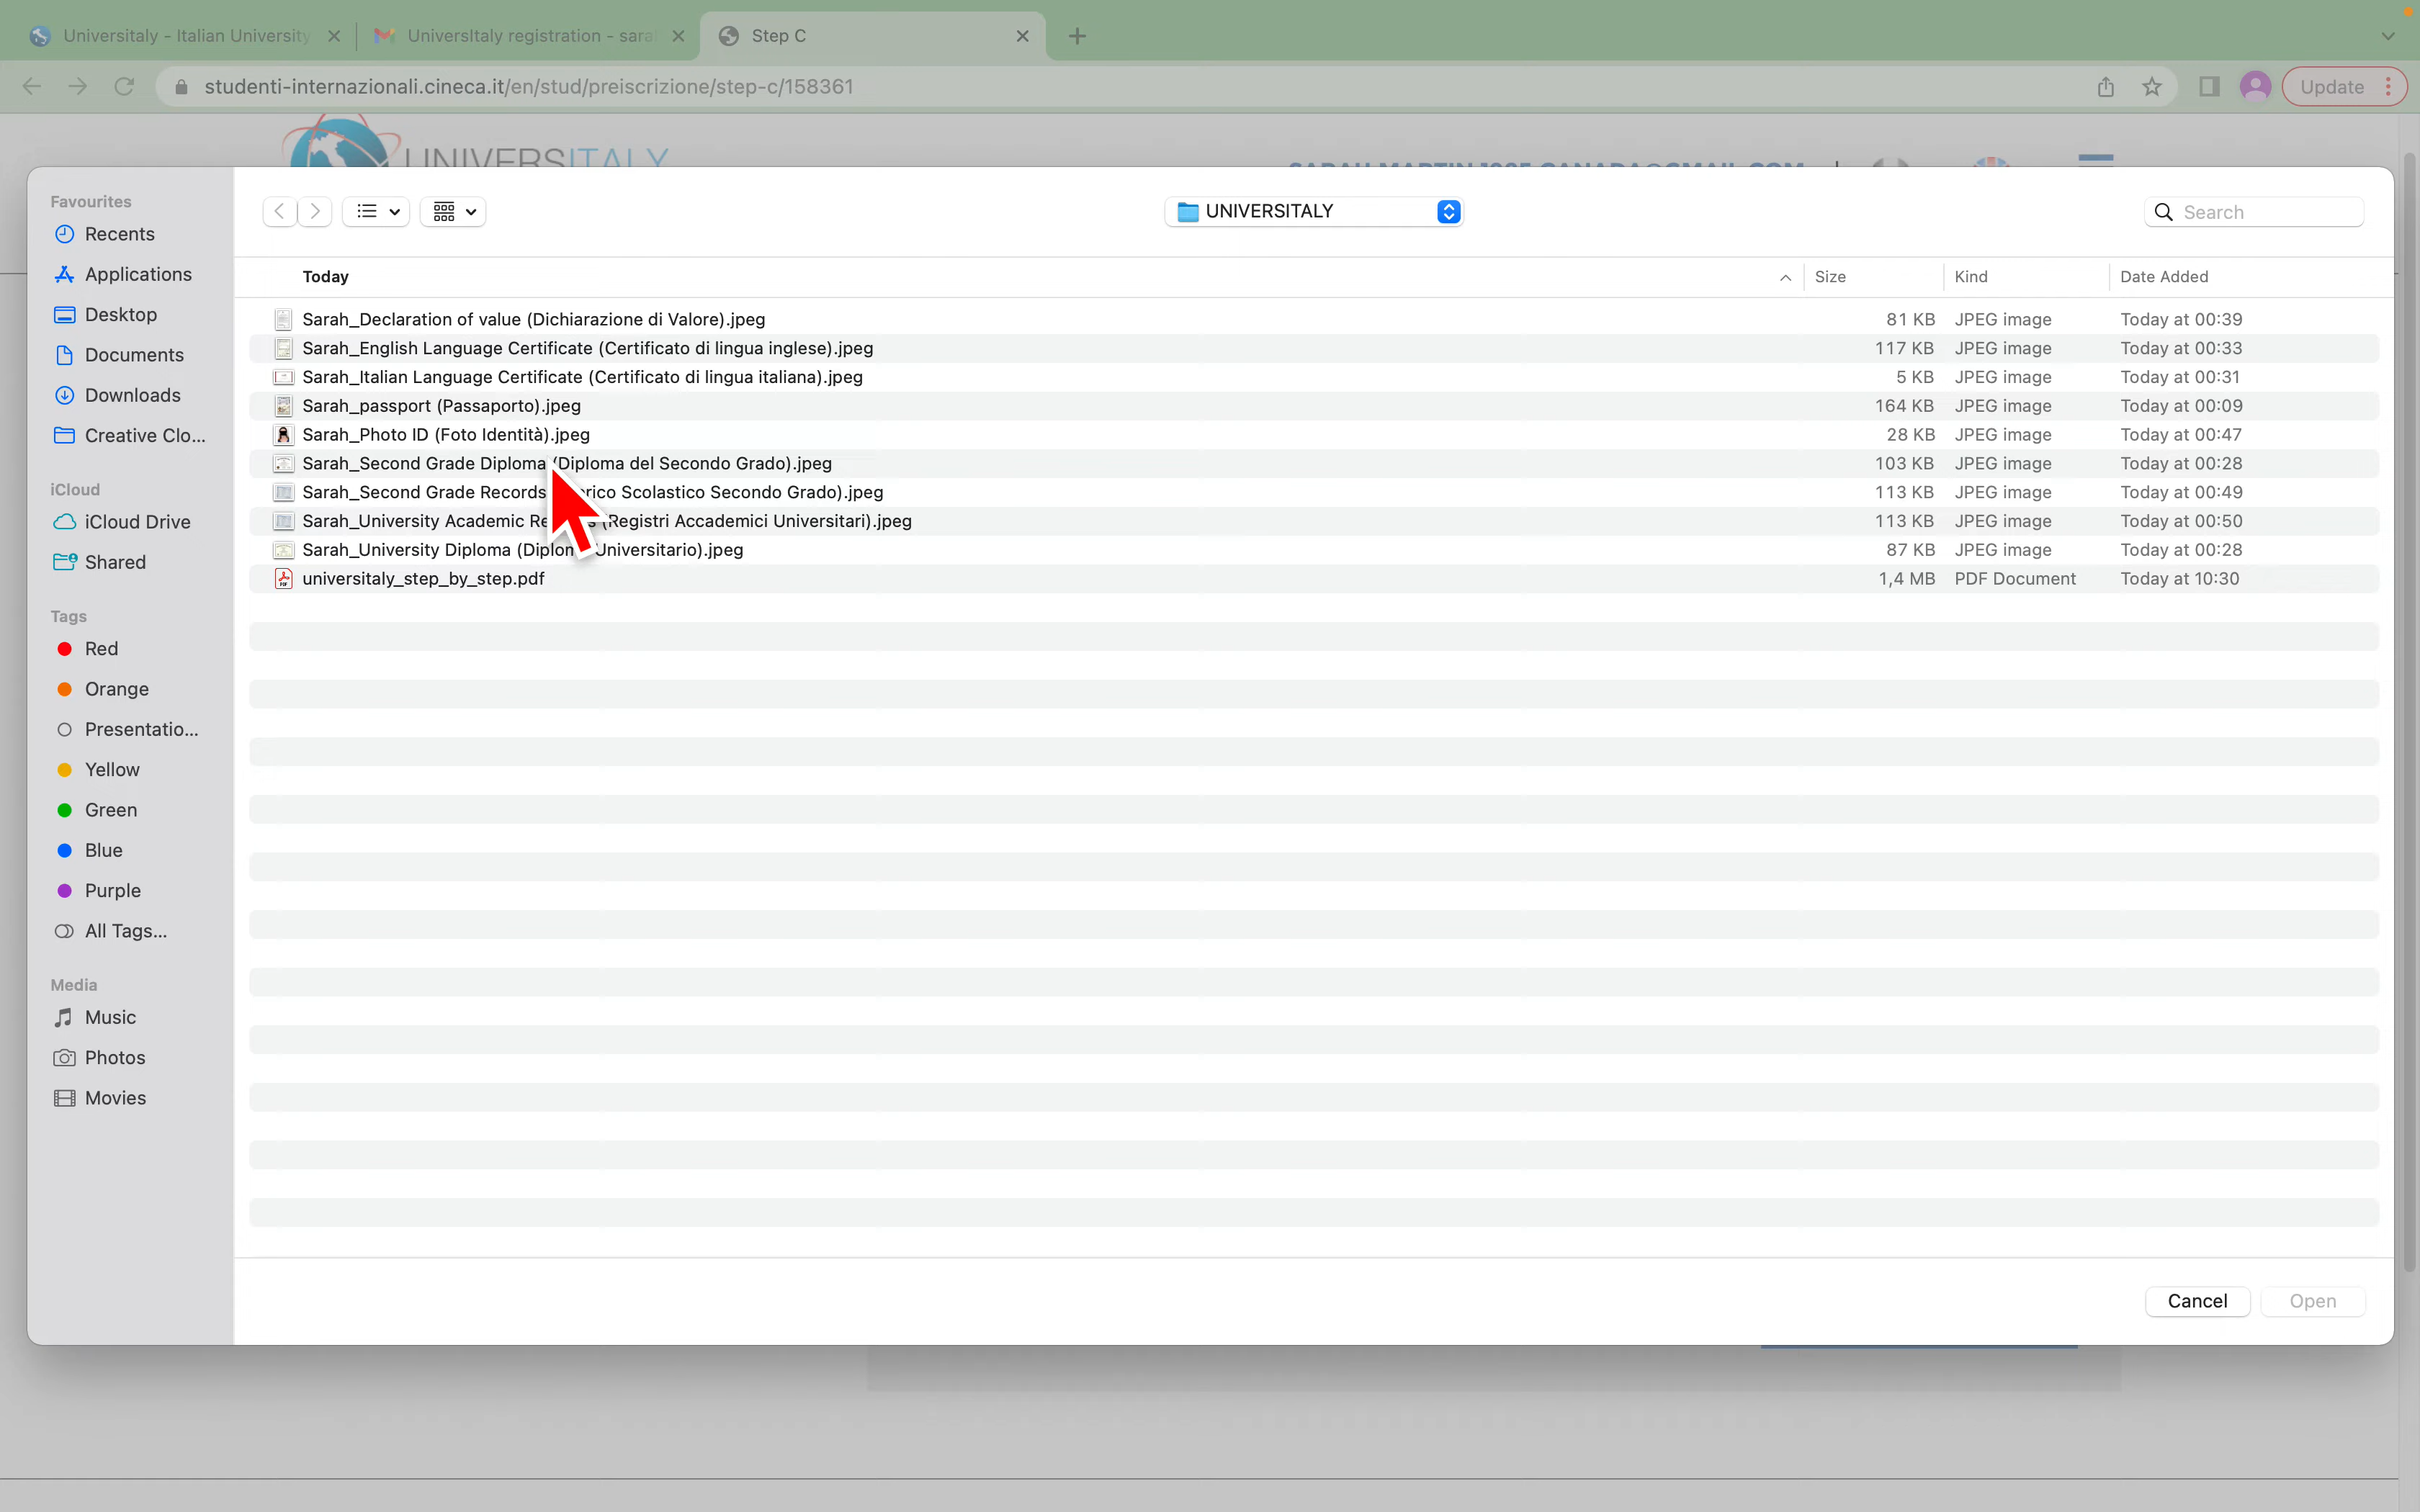 Universitaly - Italian University
UniversItaly registration - sara
Step C
studenti-internazionali.cineca.it/en/stud/preiscrizione/step-c/158361
Update
UNIVERSITALY
SARAH.MARTIN.1995.CANADA@GMAIL.COM
Favourites
Recents
Applications
Desktop
Documents
Downloads
Creative Clo...
iCloud
iCloud Drive
Shared
Tags
Red
Orange
Presentatio...
Yellow
Green
Blue
Purple
All Tags...
Media
Music
Photos
Movies
UNIVERSITALY
Search
Today Size Kind Date Added
Sarah_Declaration of value (Dichiarazione di Valore).jpeg 81 KB JPEG image Today at 00:39
Sarah_English Language Certificate (Certificato di lingua inglese).jpeg 117 KB JPEG image Today at 00:33
Sarah_Italian Language Certificate (Certificato di lingua italiana).jpeg 5 KB JPEG image Today at 00:31
Sarah_passport (Passaporto).jpeg 164 KB JPEG image Today at 00:09
Sarah_Photo ID (Foto Identità).jpeg 28 KB JPEG image Today at 00:47
Sarah_Second Grade Diploma (Diploma del Secondo Grado).jpeg 103 KB JPEG image Today at 00:28
Sarah_Second Grade Records Scolastico Secondo Grado).jpeg 113 KB JPEG image Today at 00:49
Sarah_University Academic (Registri Accademici Universitari).jpeg 113 KB JPEG image Today at 00:50
Sarah_University Diploma Universitario).jpeg 87 KB JPEG image Today at 00:28
universitaly_step_by_step.pdf 1,4 MB PDF Document Today at 10:30
Cancel
Open